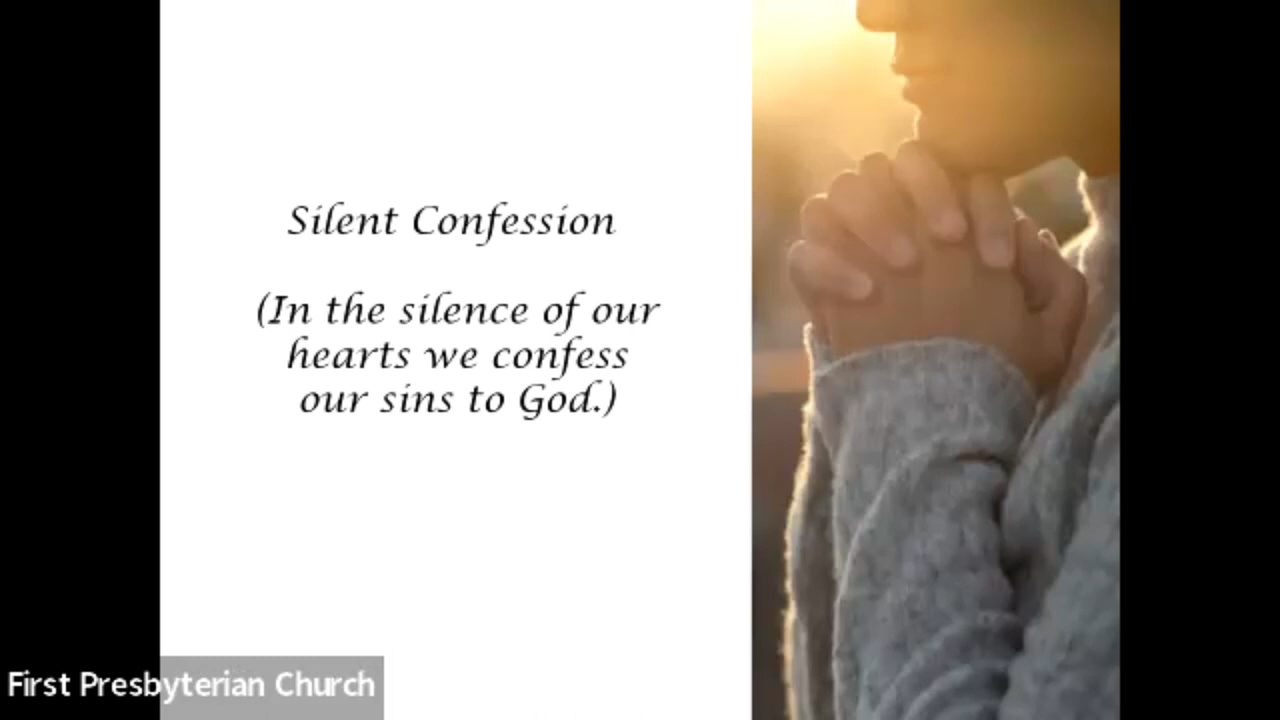 Silent Confession
(In the silence of our
hearts we confess
our sins to God.)
First Presbyterian Church